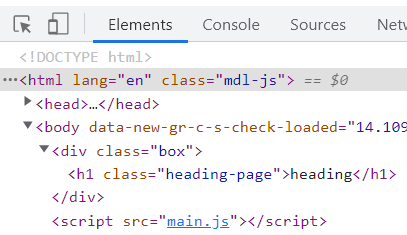 Elements Console Sources Netw
<!DOCTYPE html>
···<html lang="en" class="mdl-js"> == $0
<head>…</head>
<body data-new-gr-c-s-check-loaded="14.109
<div class="box">
<h1 class="heading-page">heading</h1>
</div>
<script src="main.js"></script>